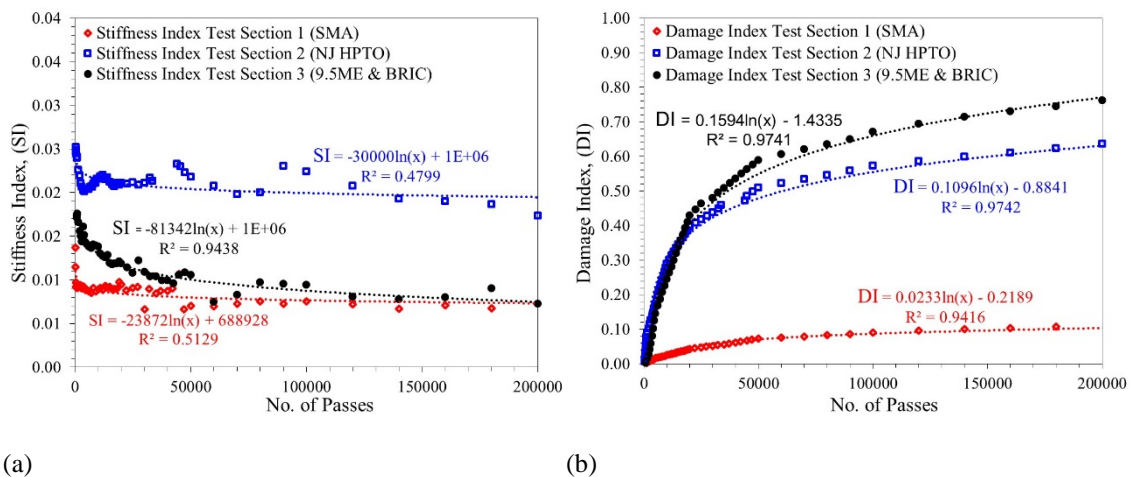 0.04
0.04
0.03
0.03
0.02
0.02
0.01
0.01
0.00
Stiffness Index, (SI)
Stiffness Index Test Section 1 (SMA)
Stiffness Index Test Section 2 (NJ HPTO)
Stiffness Index Test Section 3 (9.5ME & BRIC)
SI = -30000ln(x) + 1E+06
R² = 0.4799
SI = -81342ln(x) + 1E+06
R² = 0.9438
SI = -23872ln(x) + 688928
R² = 0.5129
0 50000 100000 150000 200000
No. of Passes
(a)
1.00
0.90
0.80
0.70
0.60
0.50
0.40
0.30
0.20
0.10
0.00
Damage Index, (DI)
Damage Index Test Section 1 (SMA)
Damage Index Test Section 2 (NJ HPTO)
Damage Index Test Section 3 (9.5ME & BRIC)
DI = 0.1594ln(x) - 1.4335
R² = 0.9741
DI = 0.1096ln(x) - 0.8841
R² = 0.9742
DI = 0.0233ln(x) - 0.2189
R² = 0.9416
0 50000 100000 150000 200000
No. of Passes
(b)